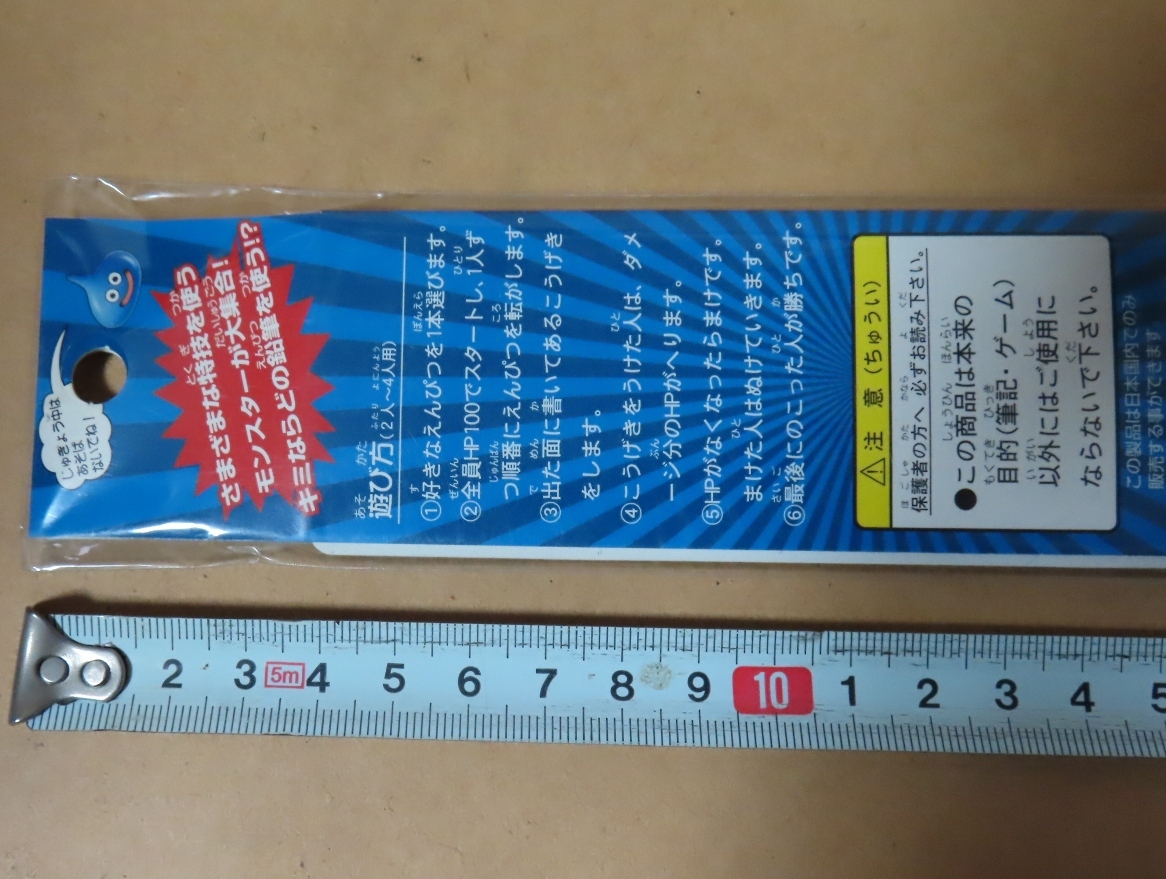 じゅぎょう中は
あそば
ないでね!
さまざまな特技を使う
モンスターが大集合!
キミならどの鉛筆を使う!?
遊び方(2人~4人用)
①好きなえんぴつを1本選びます。
②全員HP100でスタートし、1人ず
つ順番にえんぴつを転がします。
③出た面に書いてあるこうげき
をします。
④こうげきをうけた人は、ダメ
ージ分のHPがへります。
⑤HPがなくなったらまけです。
まけた人はぬけていきます。
⑥最後にのこった人が勝ちです。
⚠注 意(ちゅうい)
保護者の方へ 必ずお読み下さい。
●この商品は本来の
目的(筆記・ゲーム)
以外にはご使用に
ならないで下さい。
この製品は日本国内でのみ
販売する事ができます。
2 3 5m 4 5 6 7 8 9 10 1 2 3 4 5